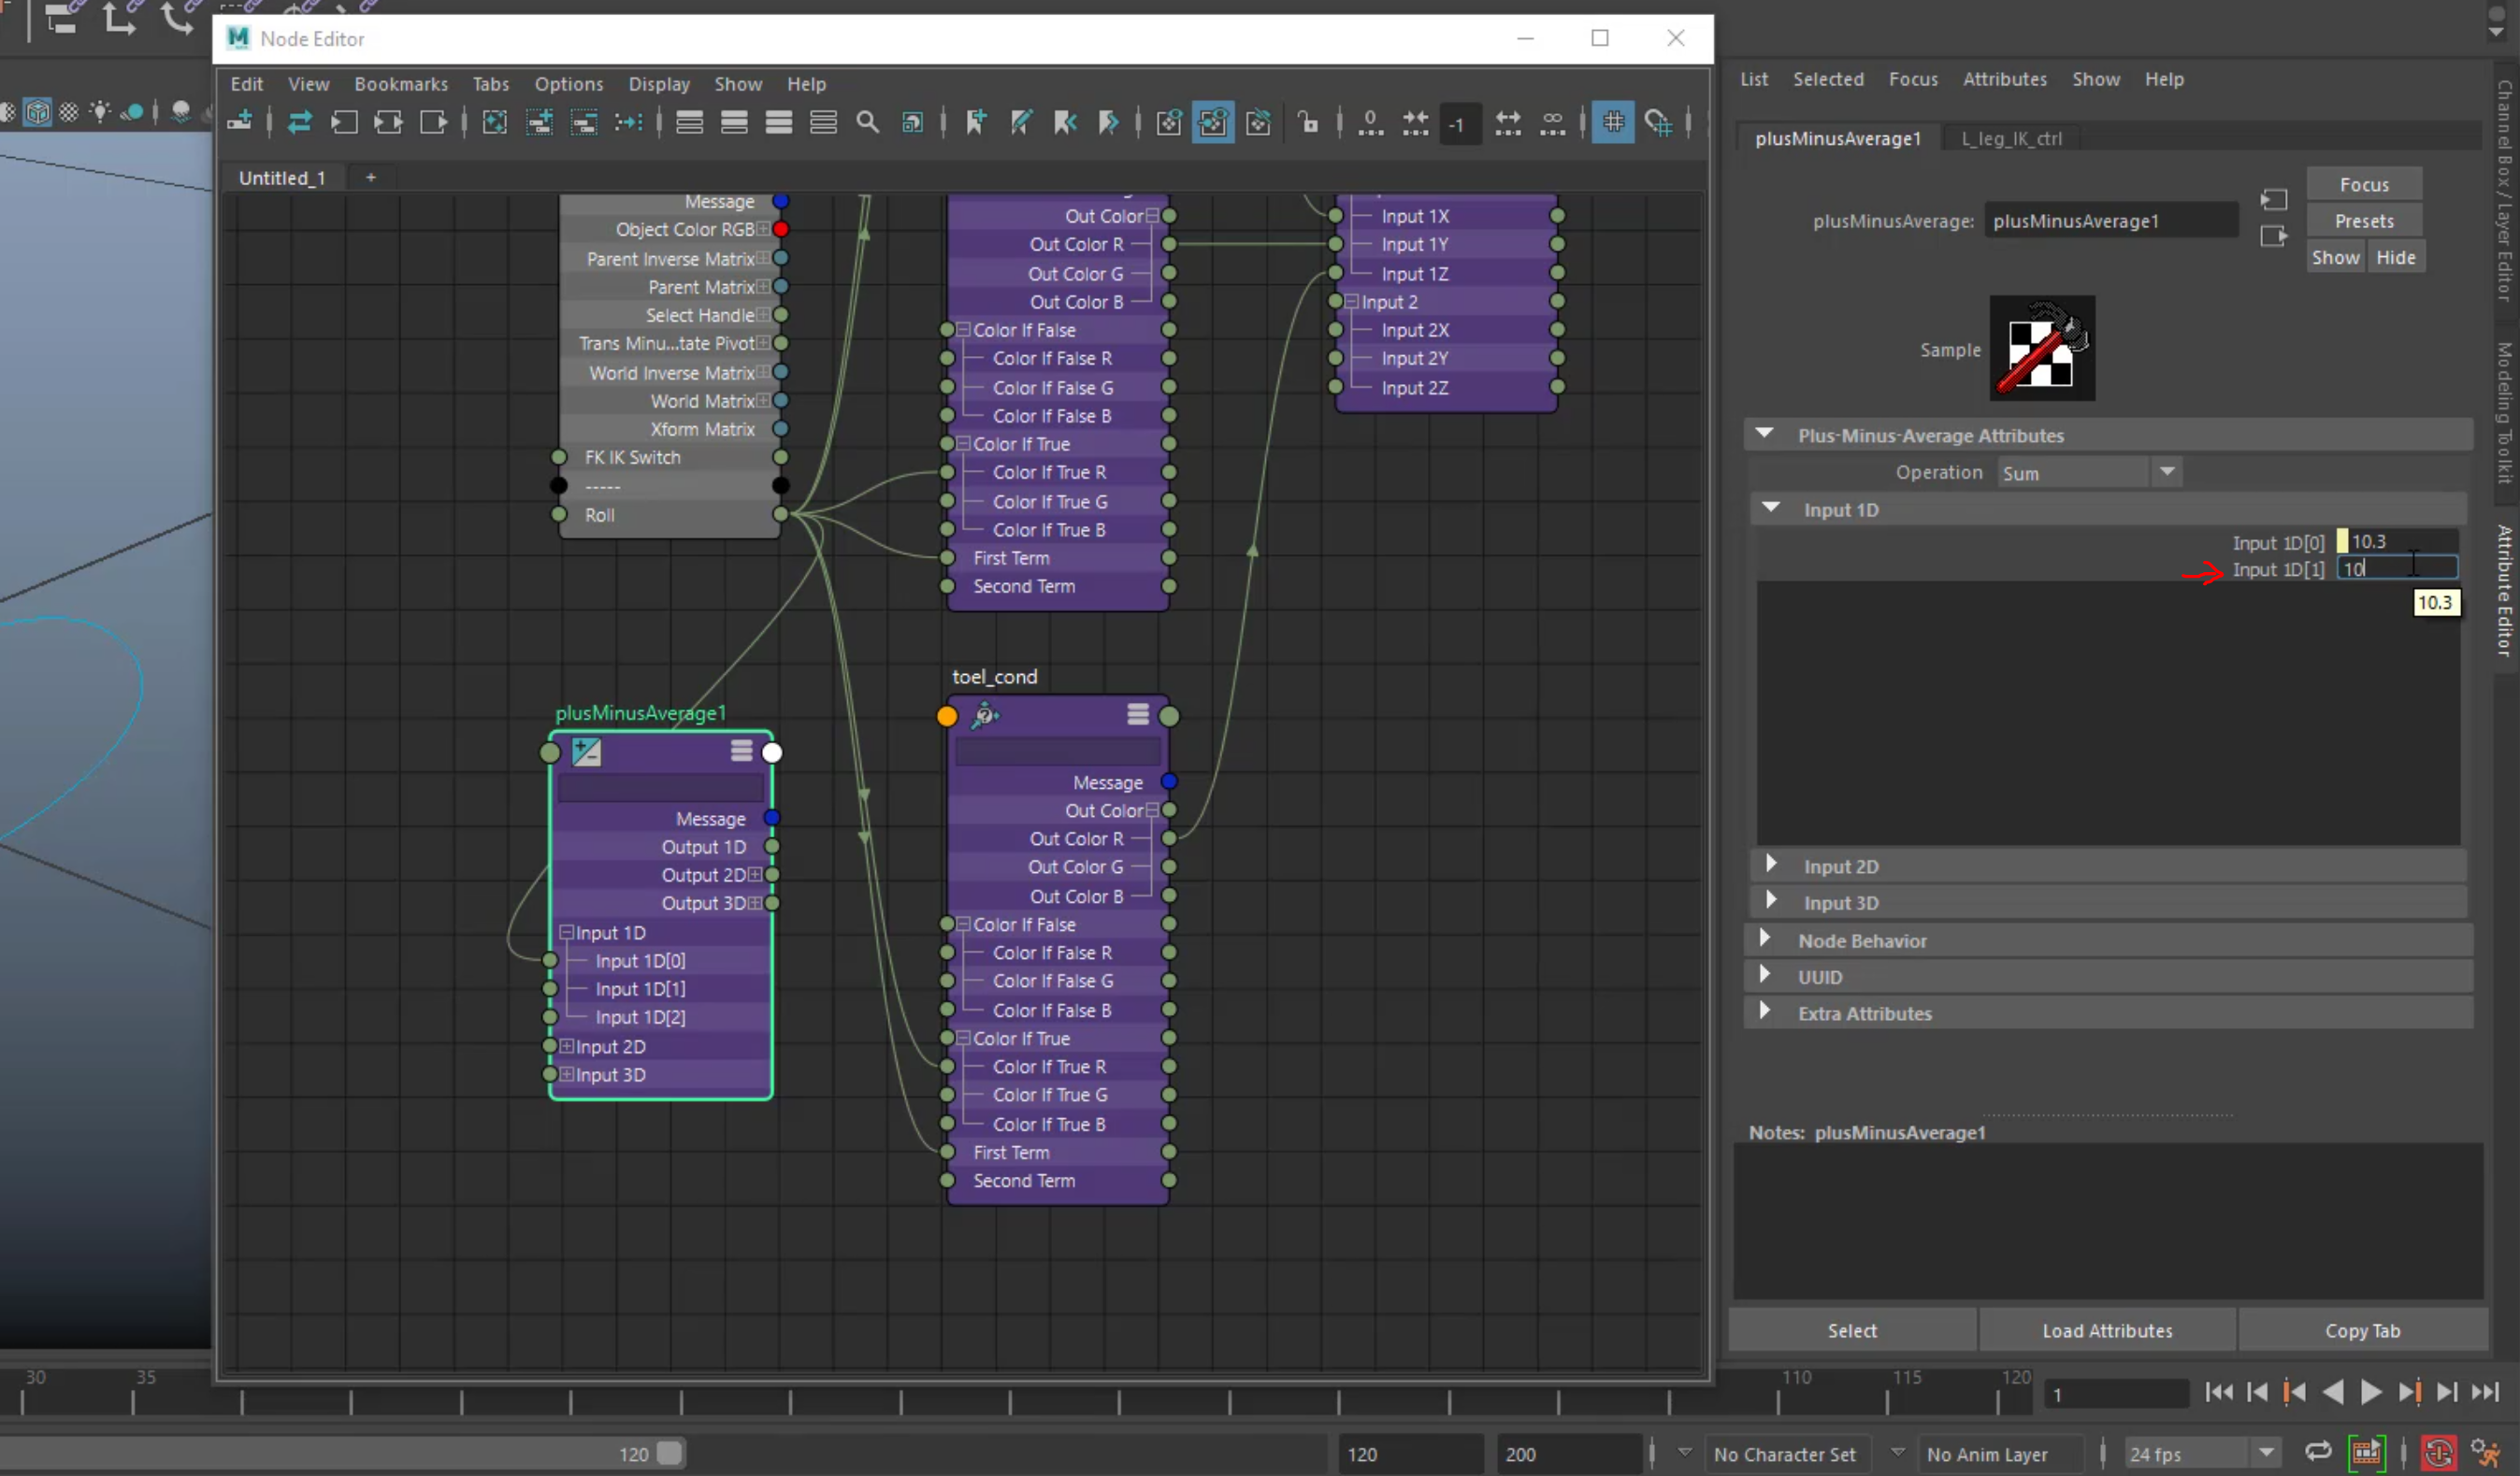 Node Editor
Edit View Bookmarks Tabs Options Display Show Help
-1
0
∞
Untitled_1 +
Message
Object Color RGB
Parent Inverse Matrix
Parent Matrix
Select Handle
Trans Minu...tate Pivot
World Inverse Matrix
World Matrix
Xform Matrix
FK IK Switch
-----
Roll
Out Color
Out Color R
Out Color G
Out Color B
Color If False
Color If False R
Color If False G
Color If False B
Color If True
Color If True R
Color If True G
Color If True B
First Term
Second Term
Input 1X
Input 1Y
Input 1Z
Input 2
Input 2X
Input 2Y
Input 2Z
plusMinusAverage1
Message
Output 1D
Output 2D
Output 3D
Input 1D
Input 1D[0]
Input 1D[1]
Input 1D[2]
Input 2D
Input 3D
toel_cond
Message
Out Color
Out Color R
Out Color G
Out Color B
Color If False
Color If False R
Color If False G
Color If False B
Color If True
Color If True R
Color If True G
Color If True B
First Term
Second Term
List Selected Focus Attributes Show Help
plusMinusAverage1 L_leg_IK_ctrl
plusMinusAverage: plusMinusAverage1
Focus
Presets
Show Hide
Sample
Plus-Minus-Average Attributes
Operation Sum
Input 1D
Input 1D[0] 10.3
Input 1D[1] 10
10.3
Input 2D
Input 3D
Node Behavior
UUID
Extra Attributes
Notes: plusMinusAverage1
Select Load Attributes Copy Tab
Channel Box / Layer Editor
Modeling Toolkit
Attribute Editor
30 35 110 115 120 1
120 120 200 No Character Set No Anim Layer 24 fps